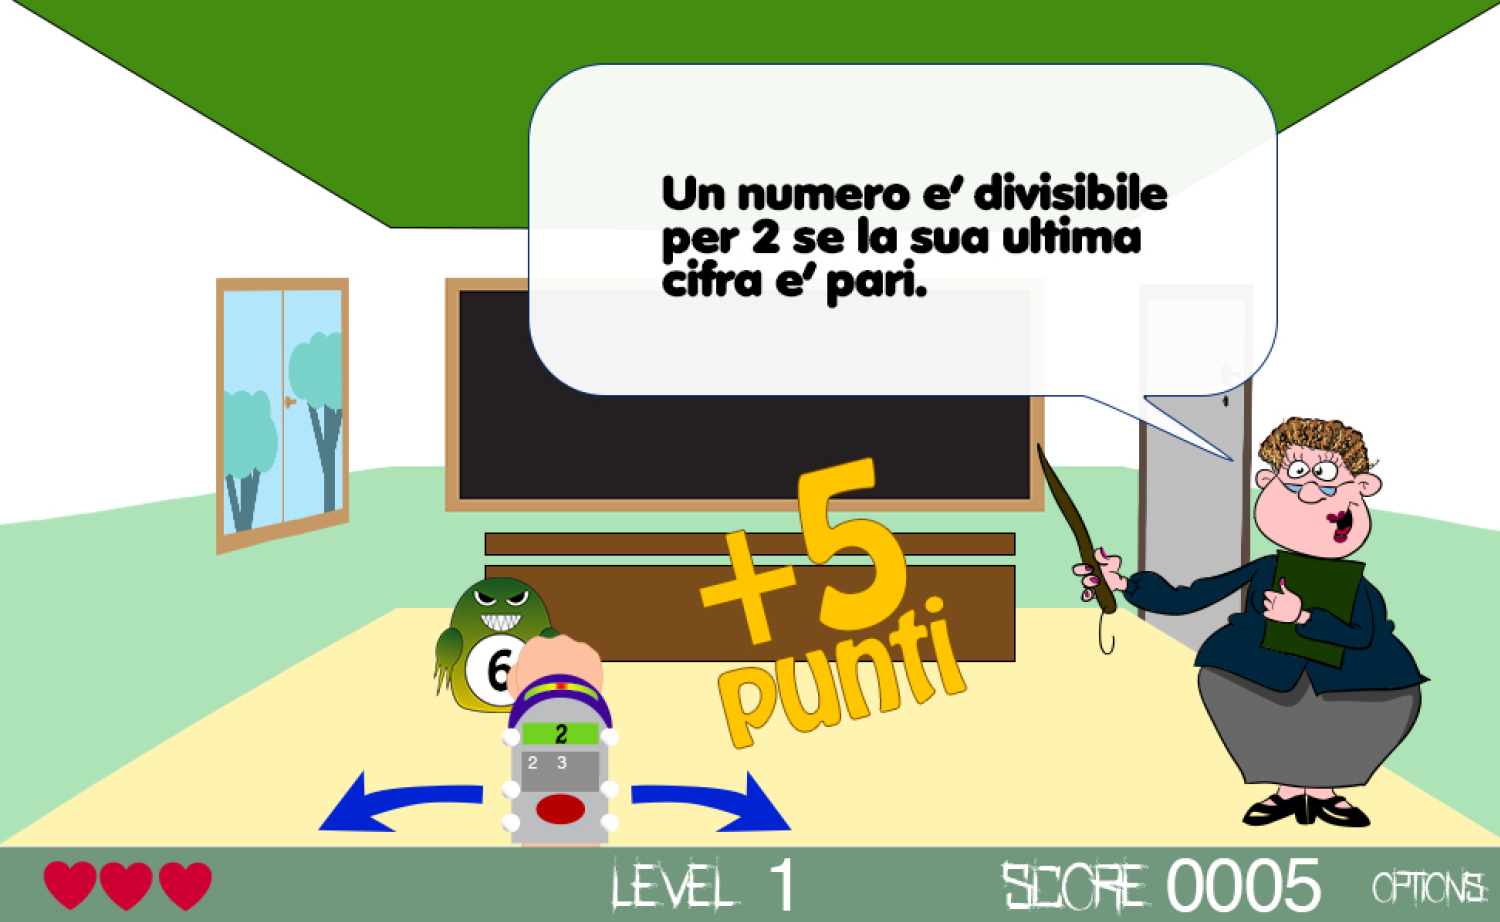 Un numero e' divisibile
per 2 se la sua ultima
cifra e' pari.
+5
punti
6
2
2 3
LEVEL 1
SCORE 0005
OPTIONS